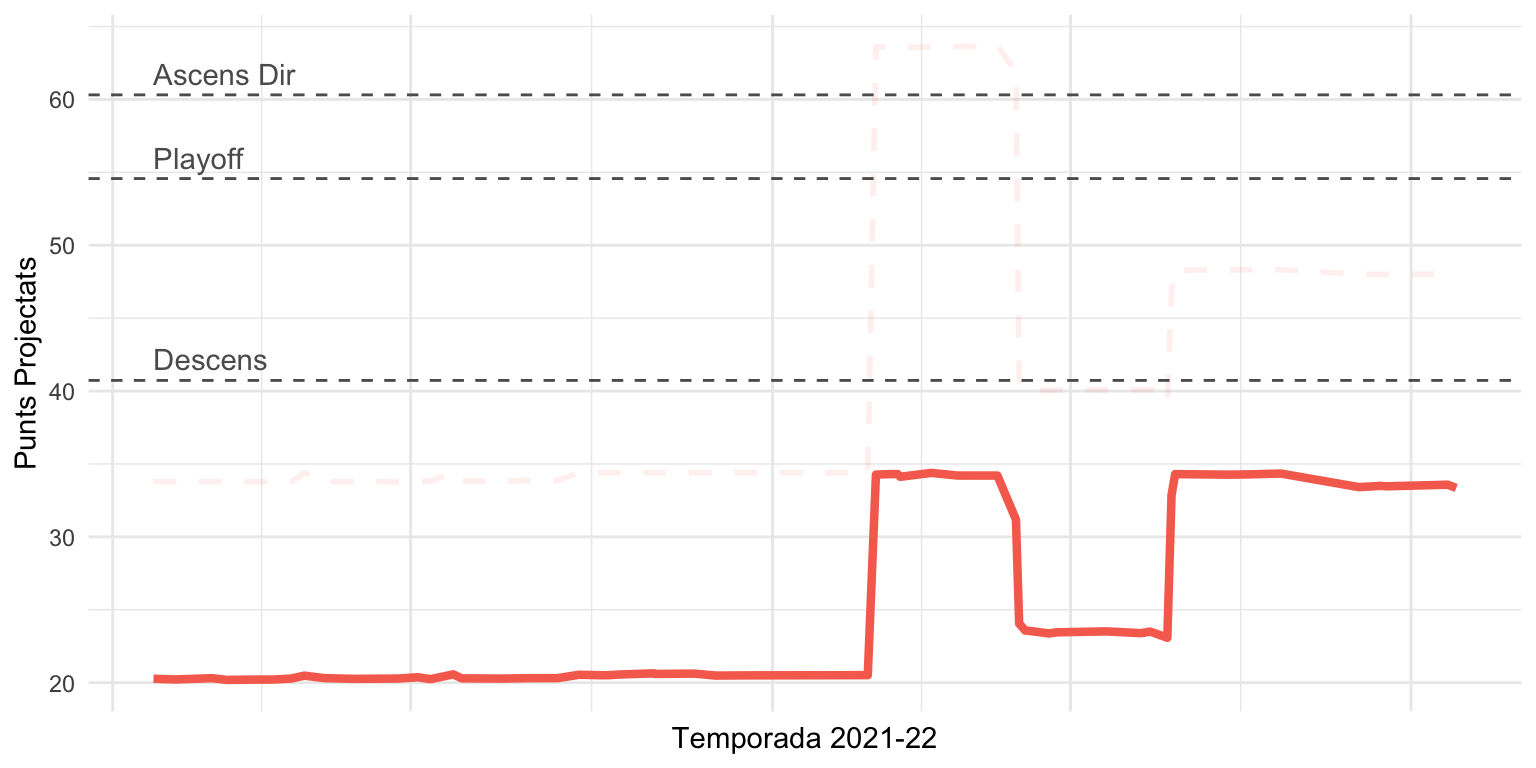 Ascens Dir
60
Playoff
50
Descens
40
30
20
Punts Projectats
Temporada 2021-22